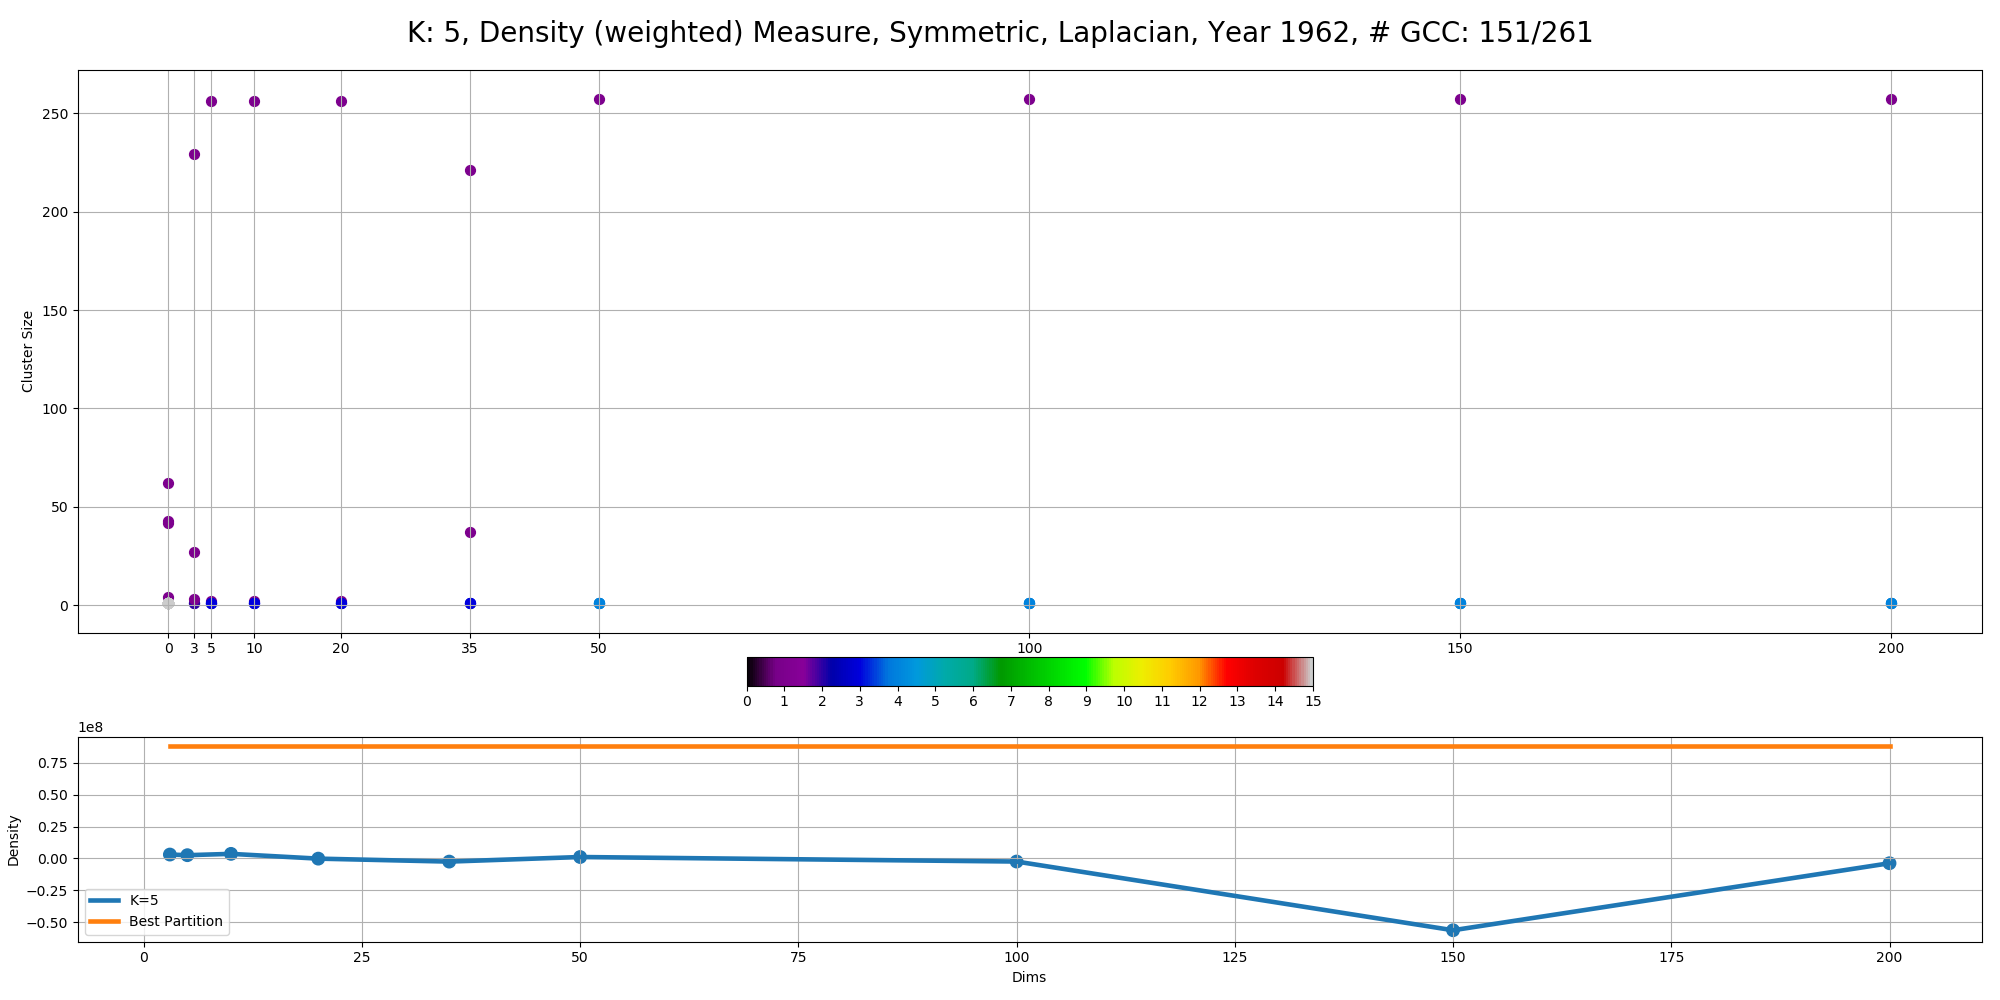 K: 5, Density (weighted) Measure, Symmetric, Laplacian, Year 1962, # GCC: 151/261
250
200
150
100
50
0
Cluster Size
0 3 5 10 20 35 50 100 150 200
0 1 2 3 4 5 6 7 8 9 10 11 12 13 14 15
1e8
0.75
0.50
0.25
0.00
−0.25
−0.50
Density
K=5
Best Partition
0 25 50 75 100 125 150 175 200
Dims